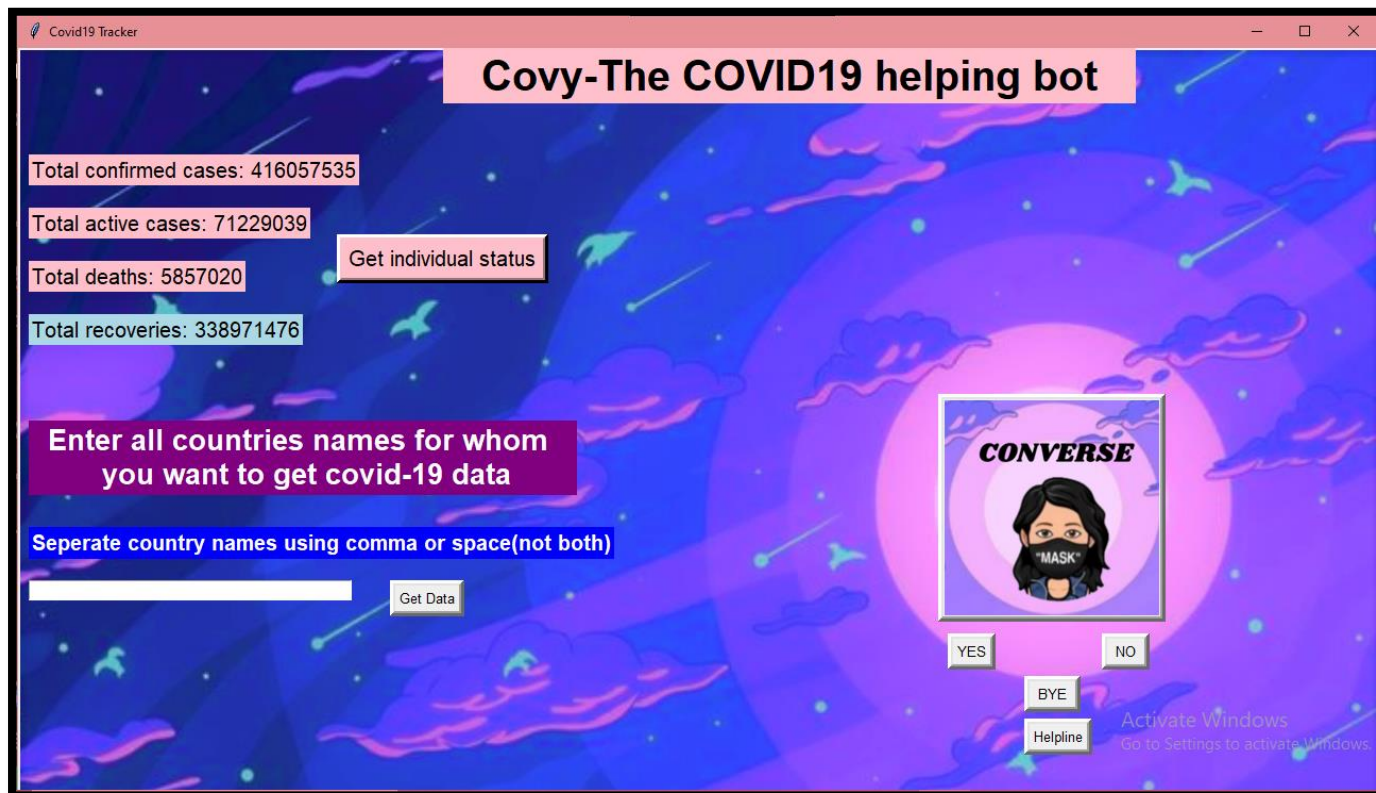 Covid19 Tracker
Covy-The COVID19 helping bot
Total confirmed cases: 416057535
Total active cases: 71229039
Get individual status
Total deaths: 5857020
Total recoveries: 338971476
Enter all countries names for whom
you want to get covid-19 data
Seperate country names using comma or space(not both)
Get Data
CONVERSE
"MASK"
YES
NO
BYE
Helpline
Activate Windows
Go to Settings to activate Windows.